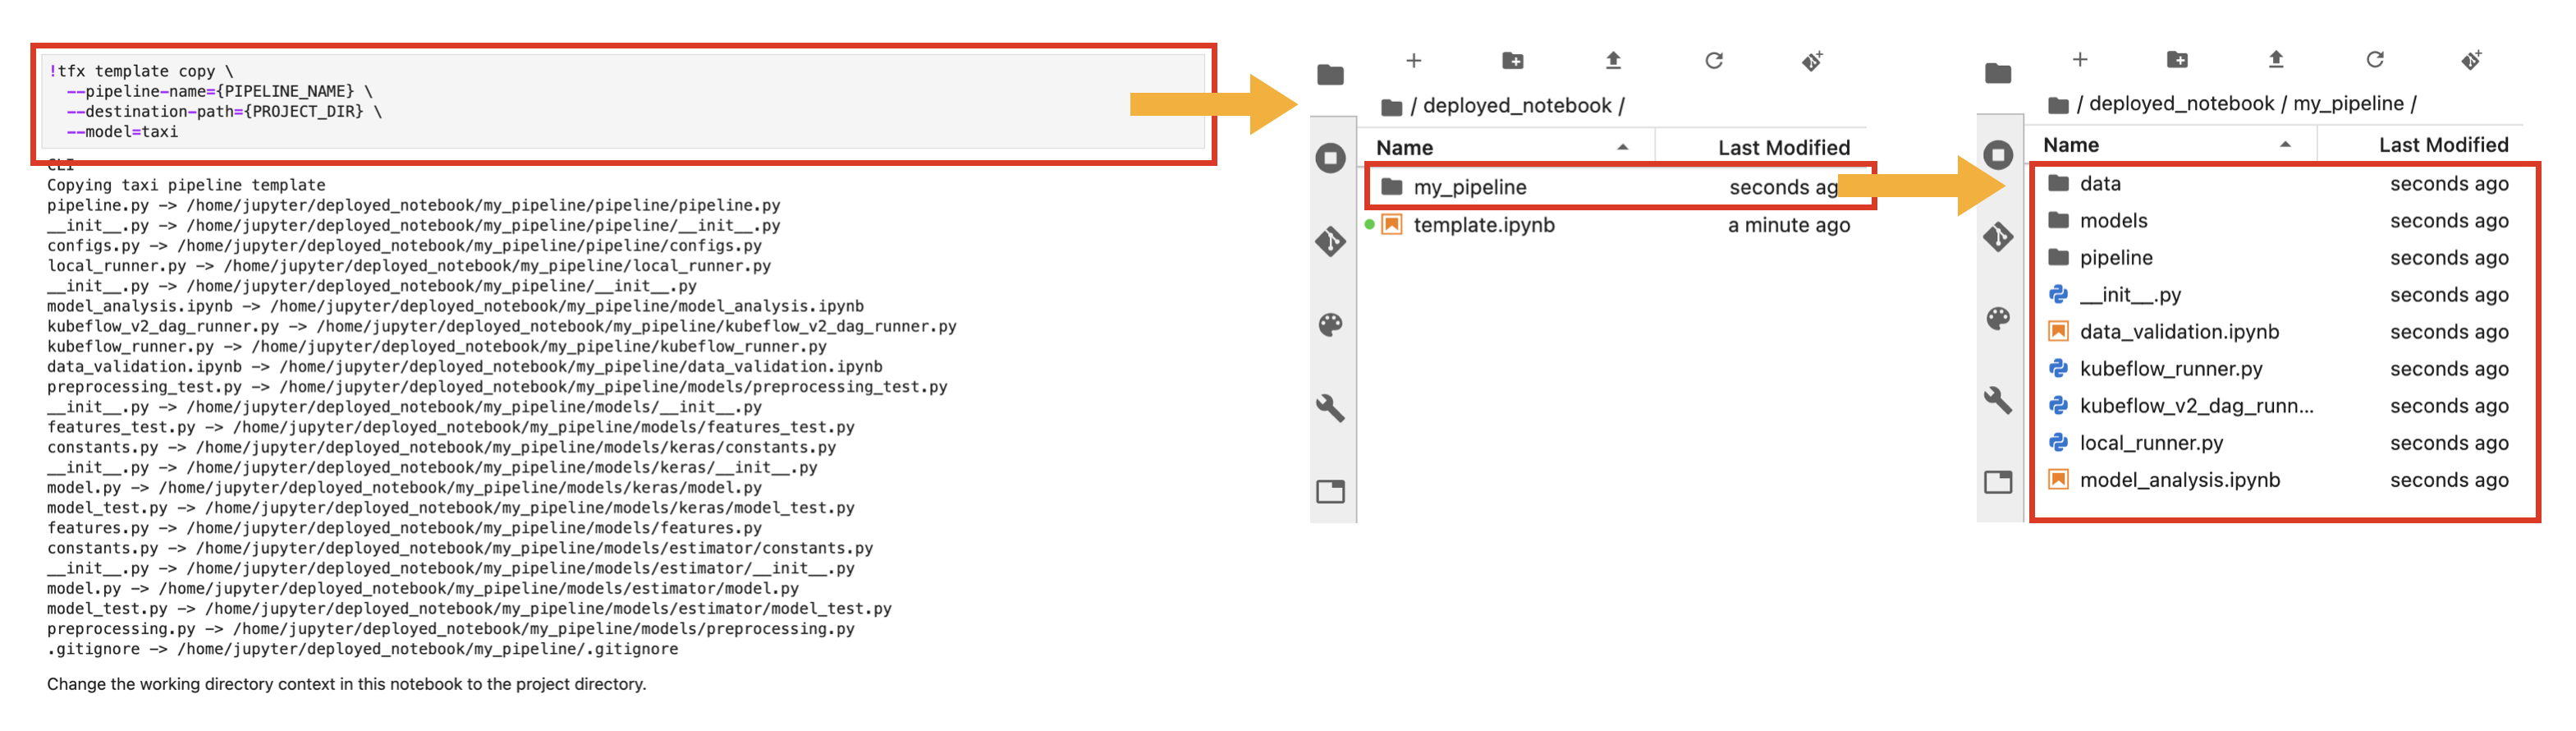 !tfx template copy \
--pipeline-name={PIPELINE_NAME} \
--destination-path={PROJECT_DIR} \
--model=taxi
CLI
Copying taxi pipeline template
pipeline.py -> /home/jupyter/deployed_notebook/my_pipeline/pipeline/pipeline.py
__init__.py -> /home/jupyter/deployed_notebook/my_pipeline/pipeline/__init__.py
configs.py -> /home/jupyter/deployed_notebook/my_pipeline/pipeline/configs.py
local_runner.py -> /home/jupyter/deployed_notebook/my_pipeline/local_runner.py
__init__.py -> /home/jupyter/deployed_notebook/my_pipeline/__init__.py
model_analysis.ipynb -> /home/jupyter/deployed_notebook/my_pipeline/model_analysis.ipynb
kubeflow_v2_dag_runner.py -> /home/jupyter/deployed_notebook/my_pipeline/kubeflow_v2_dag_runner.py
kubeflow_runner.py -> /home/jupyter/deployed_notebook/my_pipeline/kubeflow_runner.py
data_validation.ipynb -> /home/jupyter/deployed_notebook/my_pipeline/data_validation.ipynb
preprocessing_test.py -> /home/jupyter/deployed_notebook/my_pipeline/models/preprocessing_test.py
__init__.py -> /home/jupyter/deployed_notebook/my_pipeline/models/__init__.py
features_test.py -> /home/jupyter/deployed_notebook/my_pipeline/models/features_test.py
constants.py -> /home/jupyter/deployed_notebook/my_pipeline/models/keras/constants.py
__init__.py -> /home/jupyter/deployed_notebook/my_pipeline/models/keras/__init__.py
model.py -> /home/jupyter/deployed_notebook/my_pipeline/models/keras/model.py
model_test.py -> /home/jupyter/deployed_notebook/my_pipeline/models/keras/model_test.py
features.py -> /home/jupyter/deployed_notebook/my_pipeline/models/features.py
constants.py -> /home/jupyter/deployed_notebook/my_pipeline/models/estimator/constants.py
__init__.py -> /home/jupyter/deployed_notebook/my_pipeline/models/estimator/__init__.py
model.py -> /home/jupyter/deployed_notebook/my_pipeline/models/estimator/model.py
model_test.py -> /home/jupyter/deployed_notebook/my_pipeline/models/estimator/model_test.py
preprocessing.py -> /home/jupyter/deployed_notebook/my_pipeline/models/preprocessing.py
.gitignore -> /home/jupyter/deployed_notebook/my_pipeline/.gitignore
Change the working directory context in this notebook to the project directory.
/ deployed_notebook /
Name Last Modified
my_pipeline seconds ag
template.ipynb a minute ago
/ deployed_notebook / my_pipeline /
Name Last Modified
data seconds ago
models seconds ago
pipeline seconds ago
__init__.py seconds ago
data_validation.ipynb seconds ago
kubeflow_runner.py seconds ago
kubeflow_v2_dag_runn... seconds ago
local_runner.py seconds ago
model_analysis.ipynb seconds ago